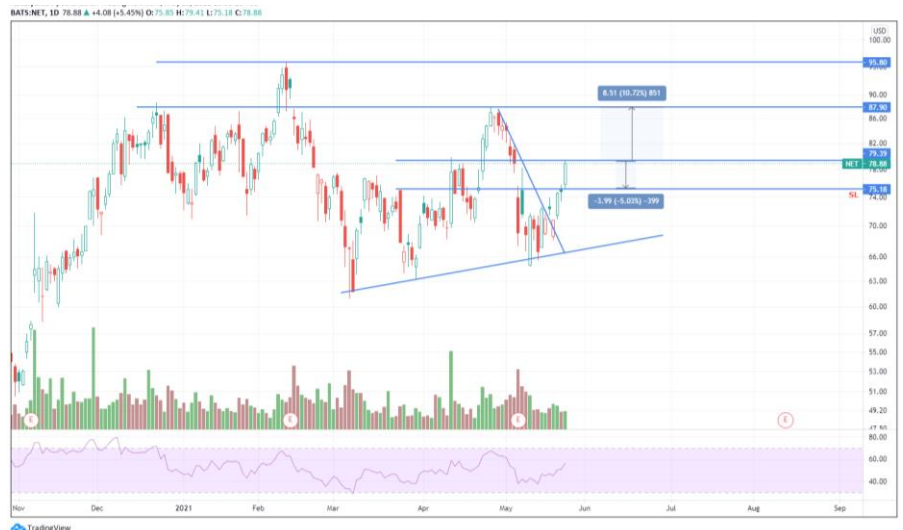 BATS:NET, 1D 78.88 ▲ +4.08 (+5.45%) O:75.85 H:79.41 L:75.18 C:78.88
USD
100.00
95.80
90.00
8.51 (10.72%) 851
87.90
86.00
82.00
79.39
NET 78.88
78.00
75.18
SL
74.00
-3.99 (-5.03%) -399
70.00
66.00
63.00
60.00
57.00
55.00
53.00
51.00
49.20
47.50
E E E E
80.00
60.00
40.00
Nov Dec 2021 Feb Mar Apr May Jun Jul Aug Sep
TradingView